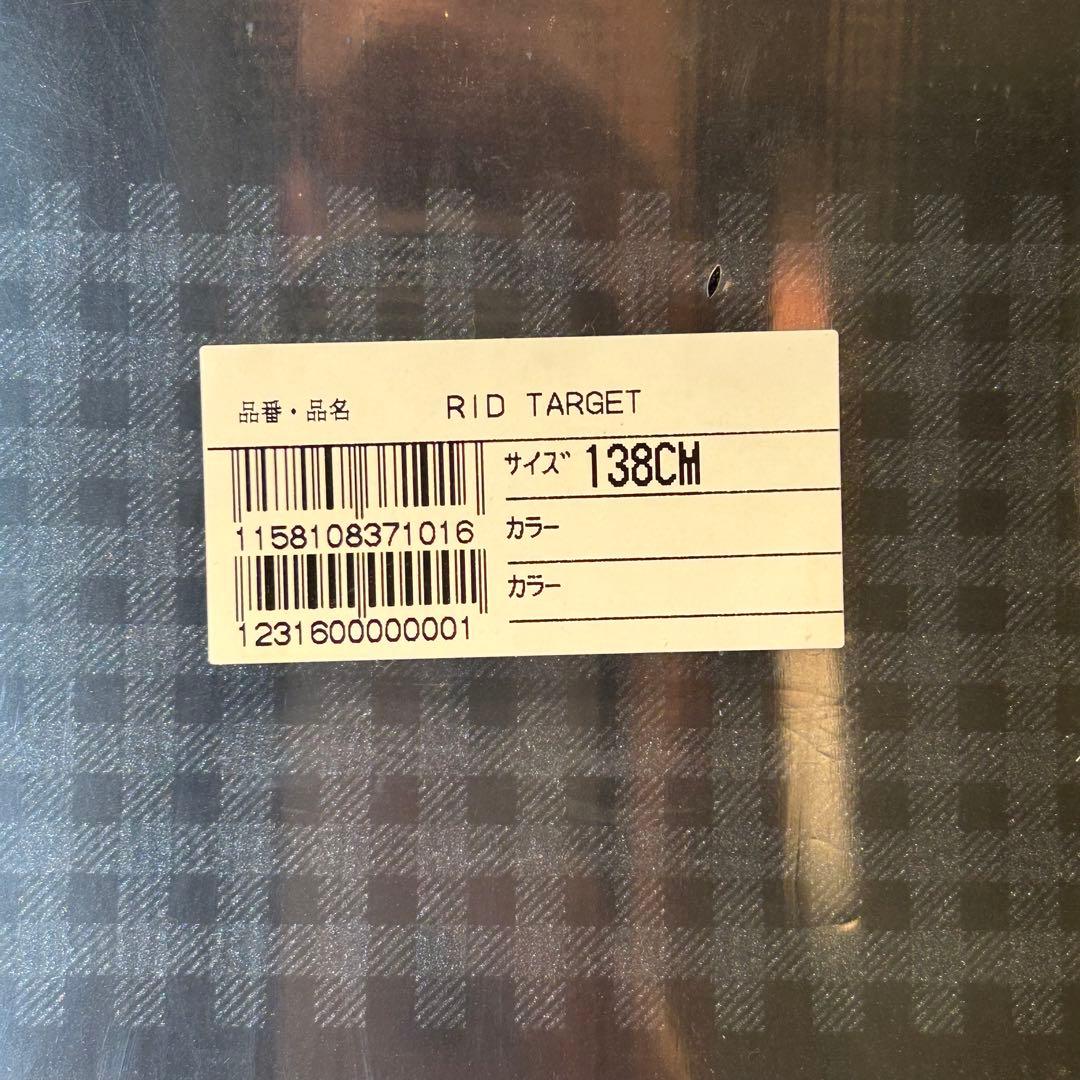 品番・品名 RID TARGET
サイズ 138CM
1158108371016
カラー
カラー
1231600000001